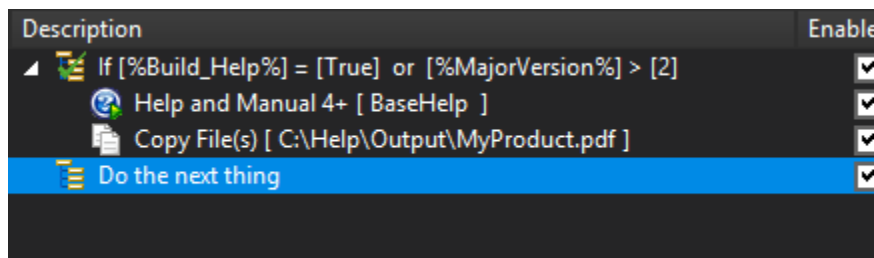 Description Enable
If [%Build_Help%] = [True] or [%MajorVersion%] > [2]
Help and Manual 4+ [ BaseHelp ]
Copy File(s) [ C:\Help\Output\MyProduct.pdf ]
Do the next thing